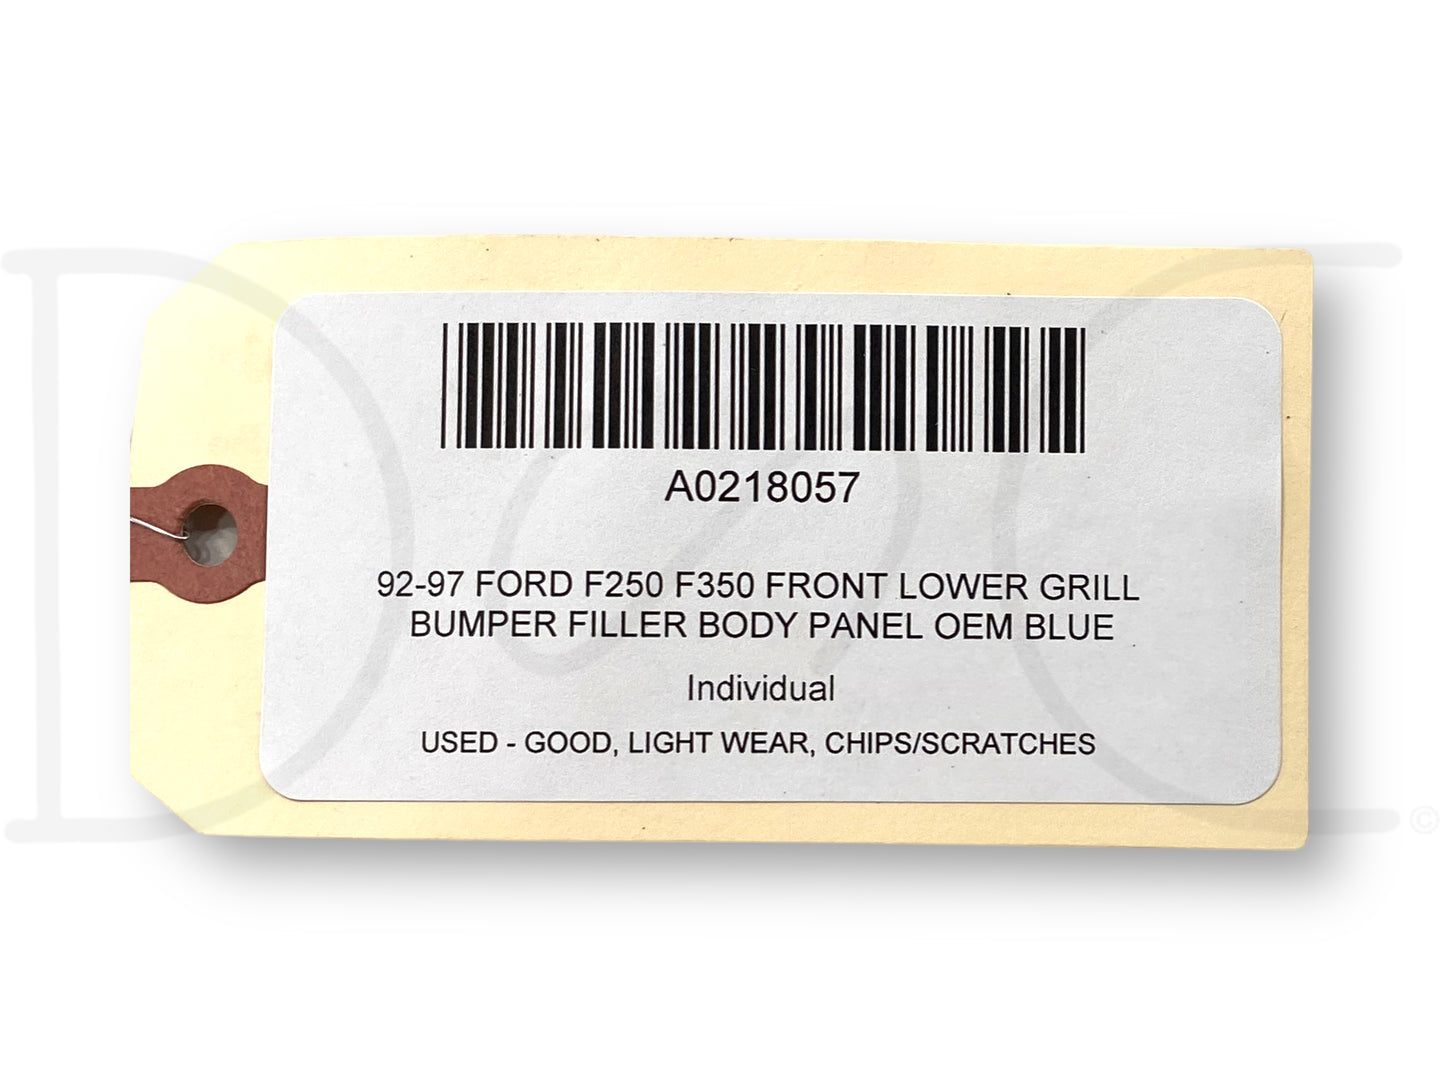 A0218057
92-97 FORD F250 F350 FRONT LOWER GRILL
BUMPER FILLER BODY PANEL OEM BLUE
Individual
USED - GOOD, LIGHT WEAR, CHIPS/SCRATCHES
©